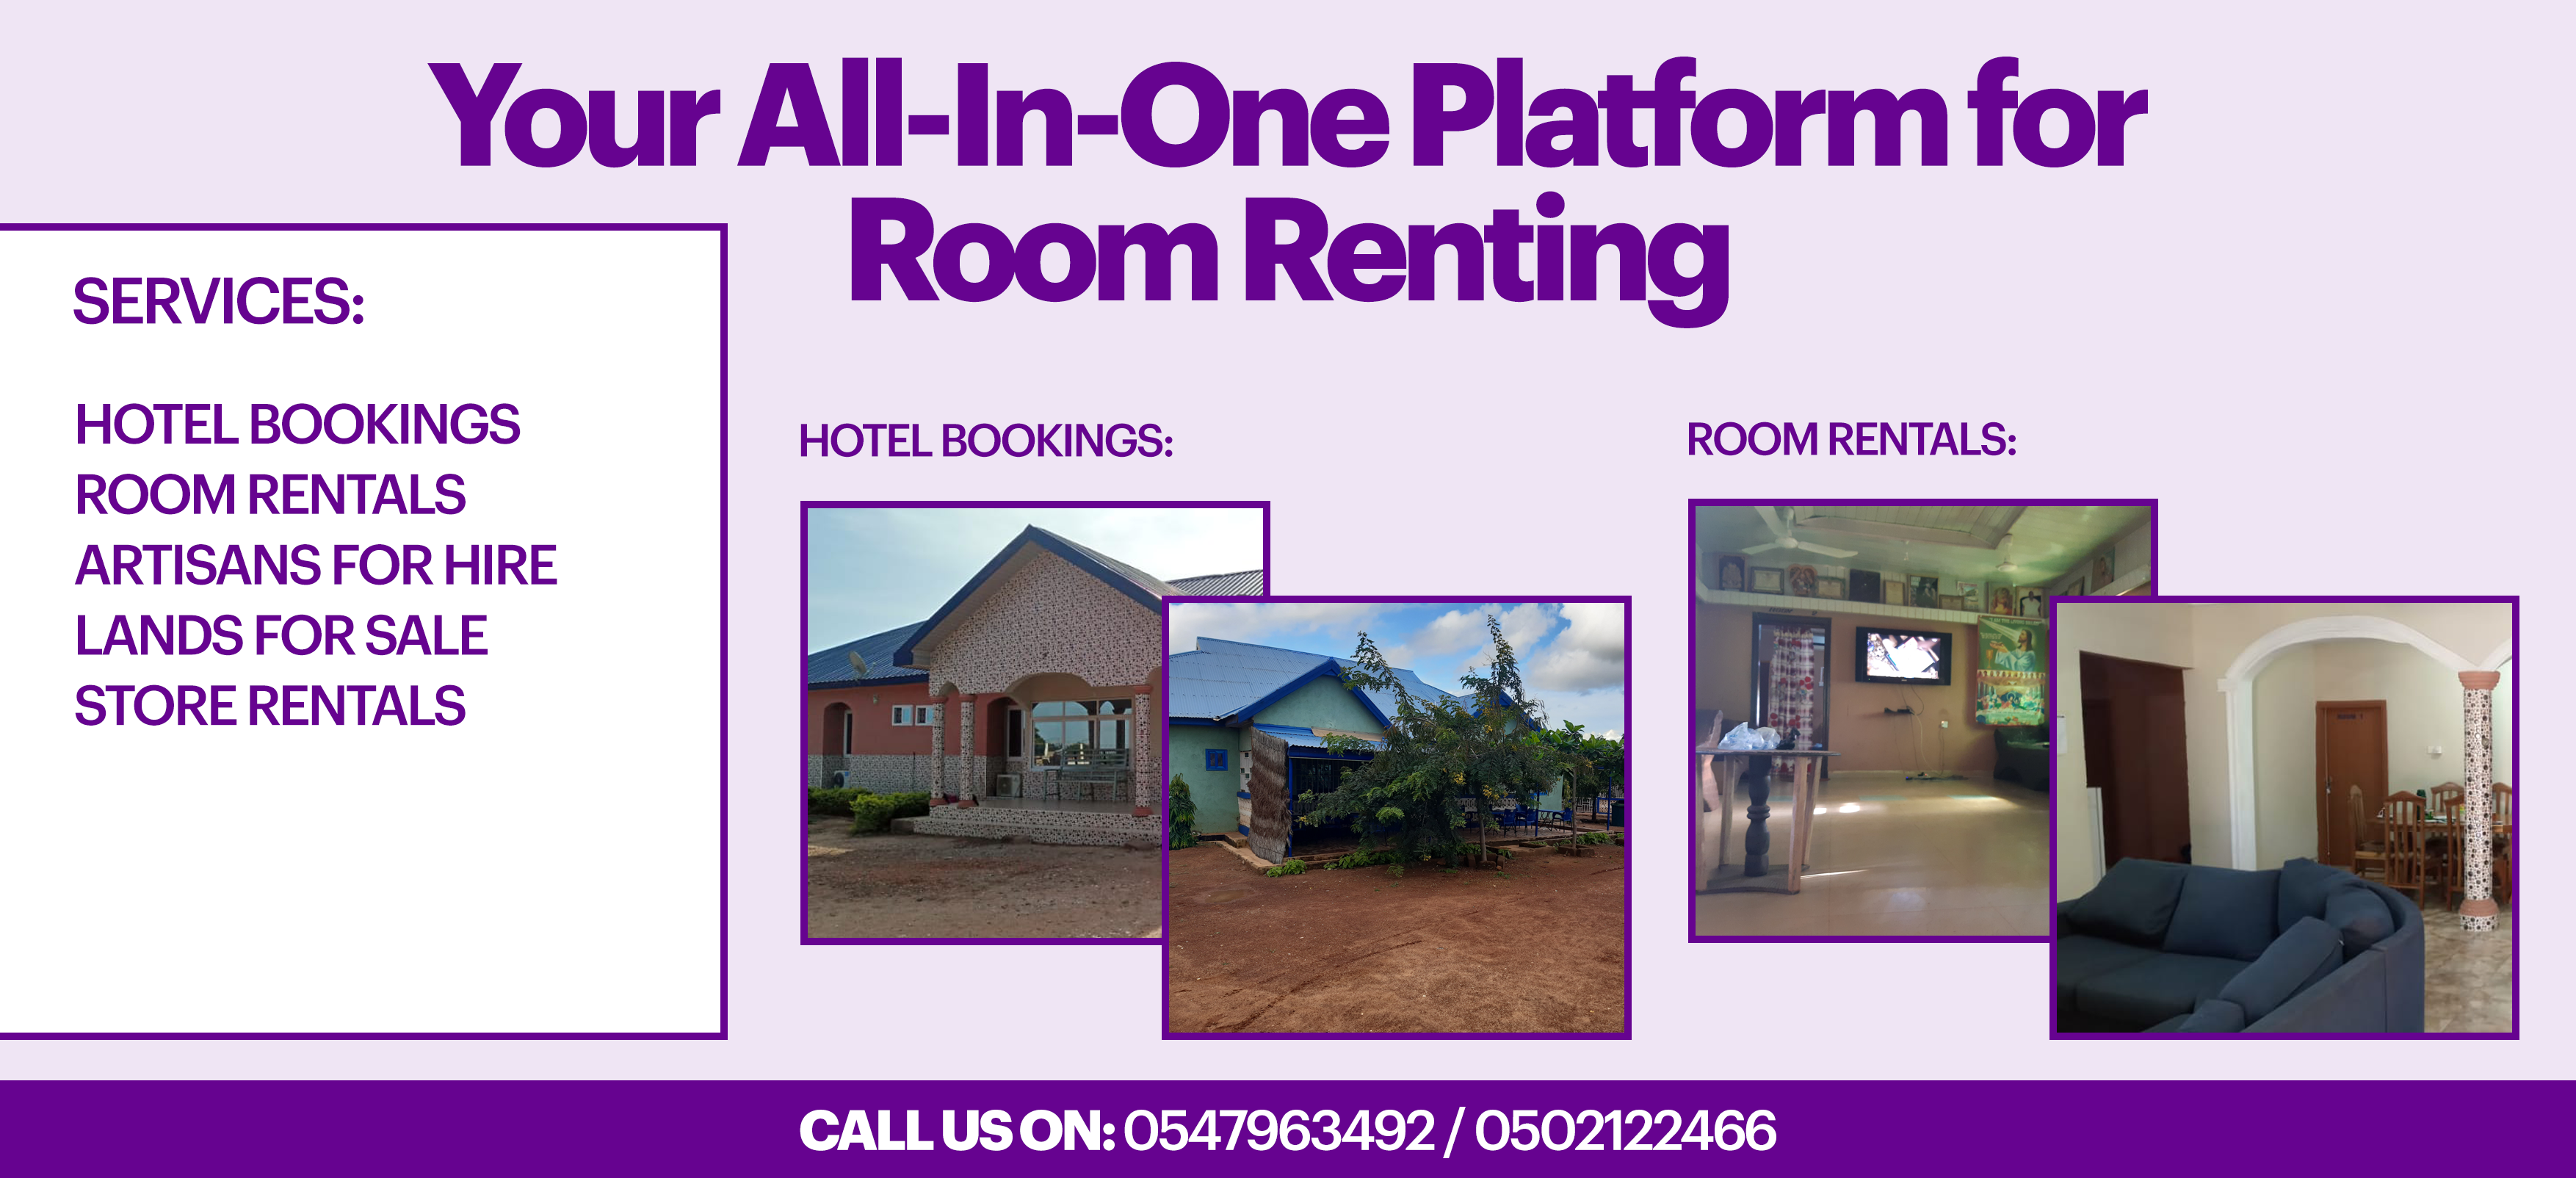 Your All-In-One Platform for
Room Renting
SERVICES:
HOTEL BOOKINGS
ROOM RENTALS
ARTISANS FOR HIRE
LANDS FOR SALE
STORE RENTALS
HOTEL BOOKINGS:
ROOM RENTALS:
CALL US ON: 0547963492 / 0502122466